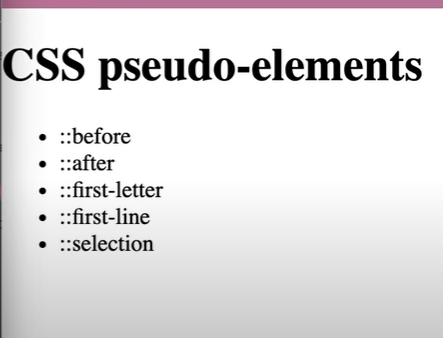 CSS pseudo-elements
::before
::after
::first-letter
::first-line
::selection